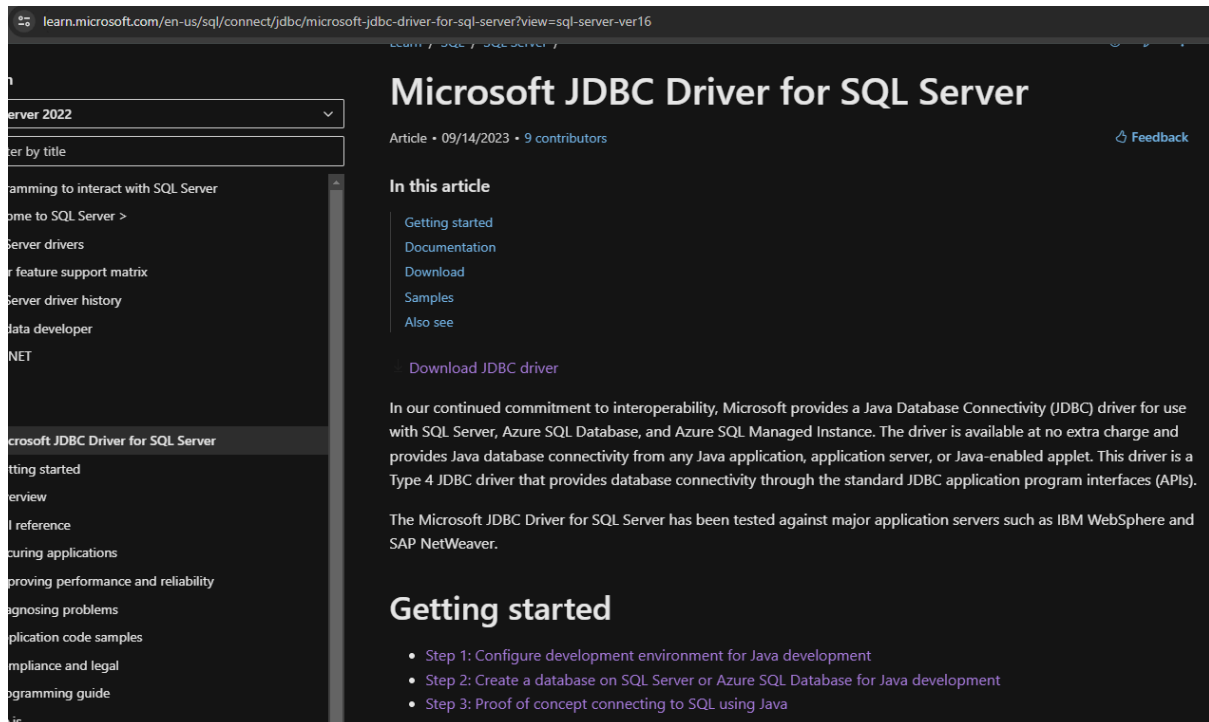 learn.microsoft.com/en-us/sql/connect/jdbc/microsoft-jdbc-driver-for-sql-server?view=sql-server-ver16
Learn / SQL / SQL Server /
n
erver 2022
ter by title
ramming to interact with SQL Server
ome to SQL Server >
Server drivers
r feature support matrix
Server driver history
data developer
NET
crosoft JDBC Driver for SQL Server
tting started
erview
I reference
curing applications
proving performance and reliability
agnosing problems
plication code samples
mpliance and legal
ogramming guide
.js
Microsoft JDBC Driver for SQL Server
Article • 09/14/2023 • 9 contributors
Feedback
In this article
Getting started
Documentation
Download
Samples
Also see
Download JDBC driver
In our continued commitment to interoperability, Microsoft provides a Java Database Connectivity (JDBC) driver for use
with SQL Server, Azure SQL Database, and Azure SQL Managed Instance. The driver is available at no extra charge and
provides Java database connectivity from any Java application, application server, or Java-enabled applet. This driver is a
Type 4 JDBC driver that provides database connectivity through the standard JDBC application program interfaces (APIs).
The Microsoft JDBC Driver for SQL Server has been tested against major application servers such as IBM WebSphere and
SAP NetWeaver.
Getting started
• Step 1: Configure development environment for Java development
• Step 2: Create a database on SQL Server or Azure SQL Database for Java development
• Step 3: Proof of concept connecting to SQL using Java